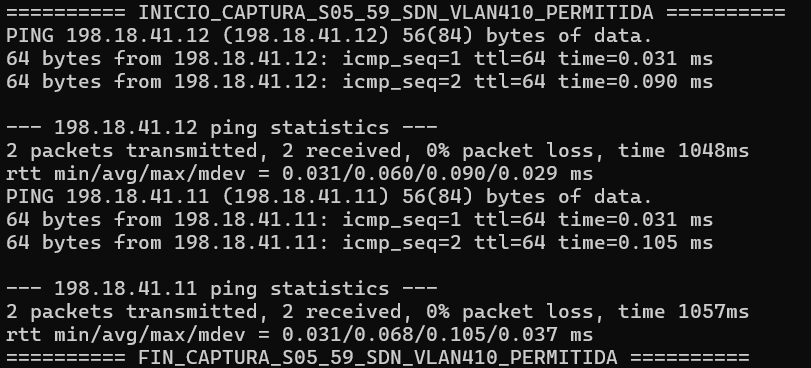 ========== INICIO_CAPTURA_S05_59_SDN_VLAN410_PERMITIDA ==========
PING 198.18.41.12 (198.18.41.12) 56(84) bytes of data.
64 bytes from 198.18.41.12: icmp_seq=1 ttl=64 time=0.031 ms
64 bytes from 198.18.41.12: icmp_seq=2 ttl=64 time=0.090 ms

--- 198.18.41.12 ping statistics ---
2 packets transmitted, 2 received, 0% packet loss, time 1048ms
rtt min/avg/max/mdev = 0.031/0.060/0.090/0.029 ms
PING 198.18.41.11 (198.18.41.11) 56(84) bytes of data.
64 bytes from 198.18.41.11: icmp_seq=1 ttl=64 time=0.031 ms
64 bytes from 198.18.41.11: icmp_seq=2 ttl=64 time=0.105 ms

--- 198.18.41.11 ping statistics ---
2 packets transmitted, 2 received, 0% packet loss, time 1057ms
rtt min/avg/max/mdev = 0.031/0.068/0.105/0.037 ms
========== FIN_CAPTURA_S05_59_SDN_VLAN410_PERMITIDA ==========